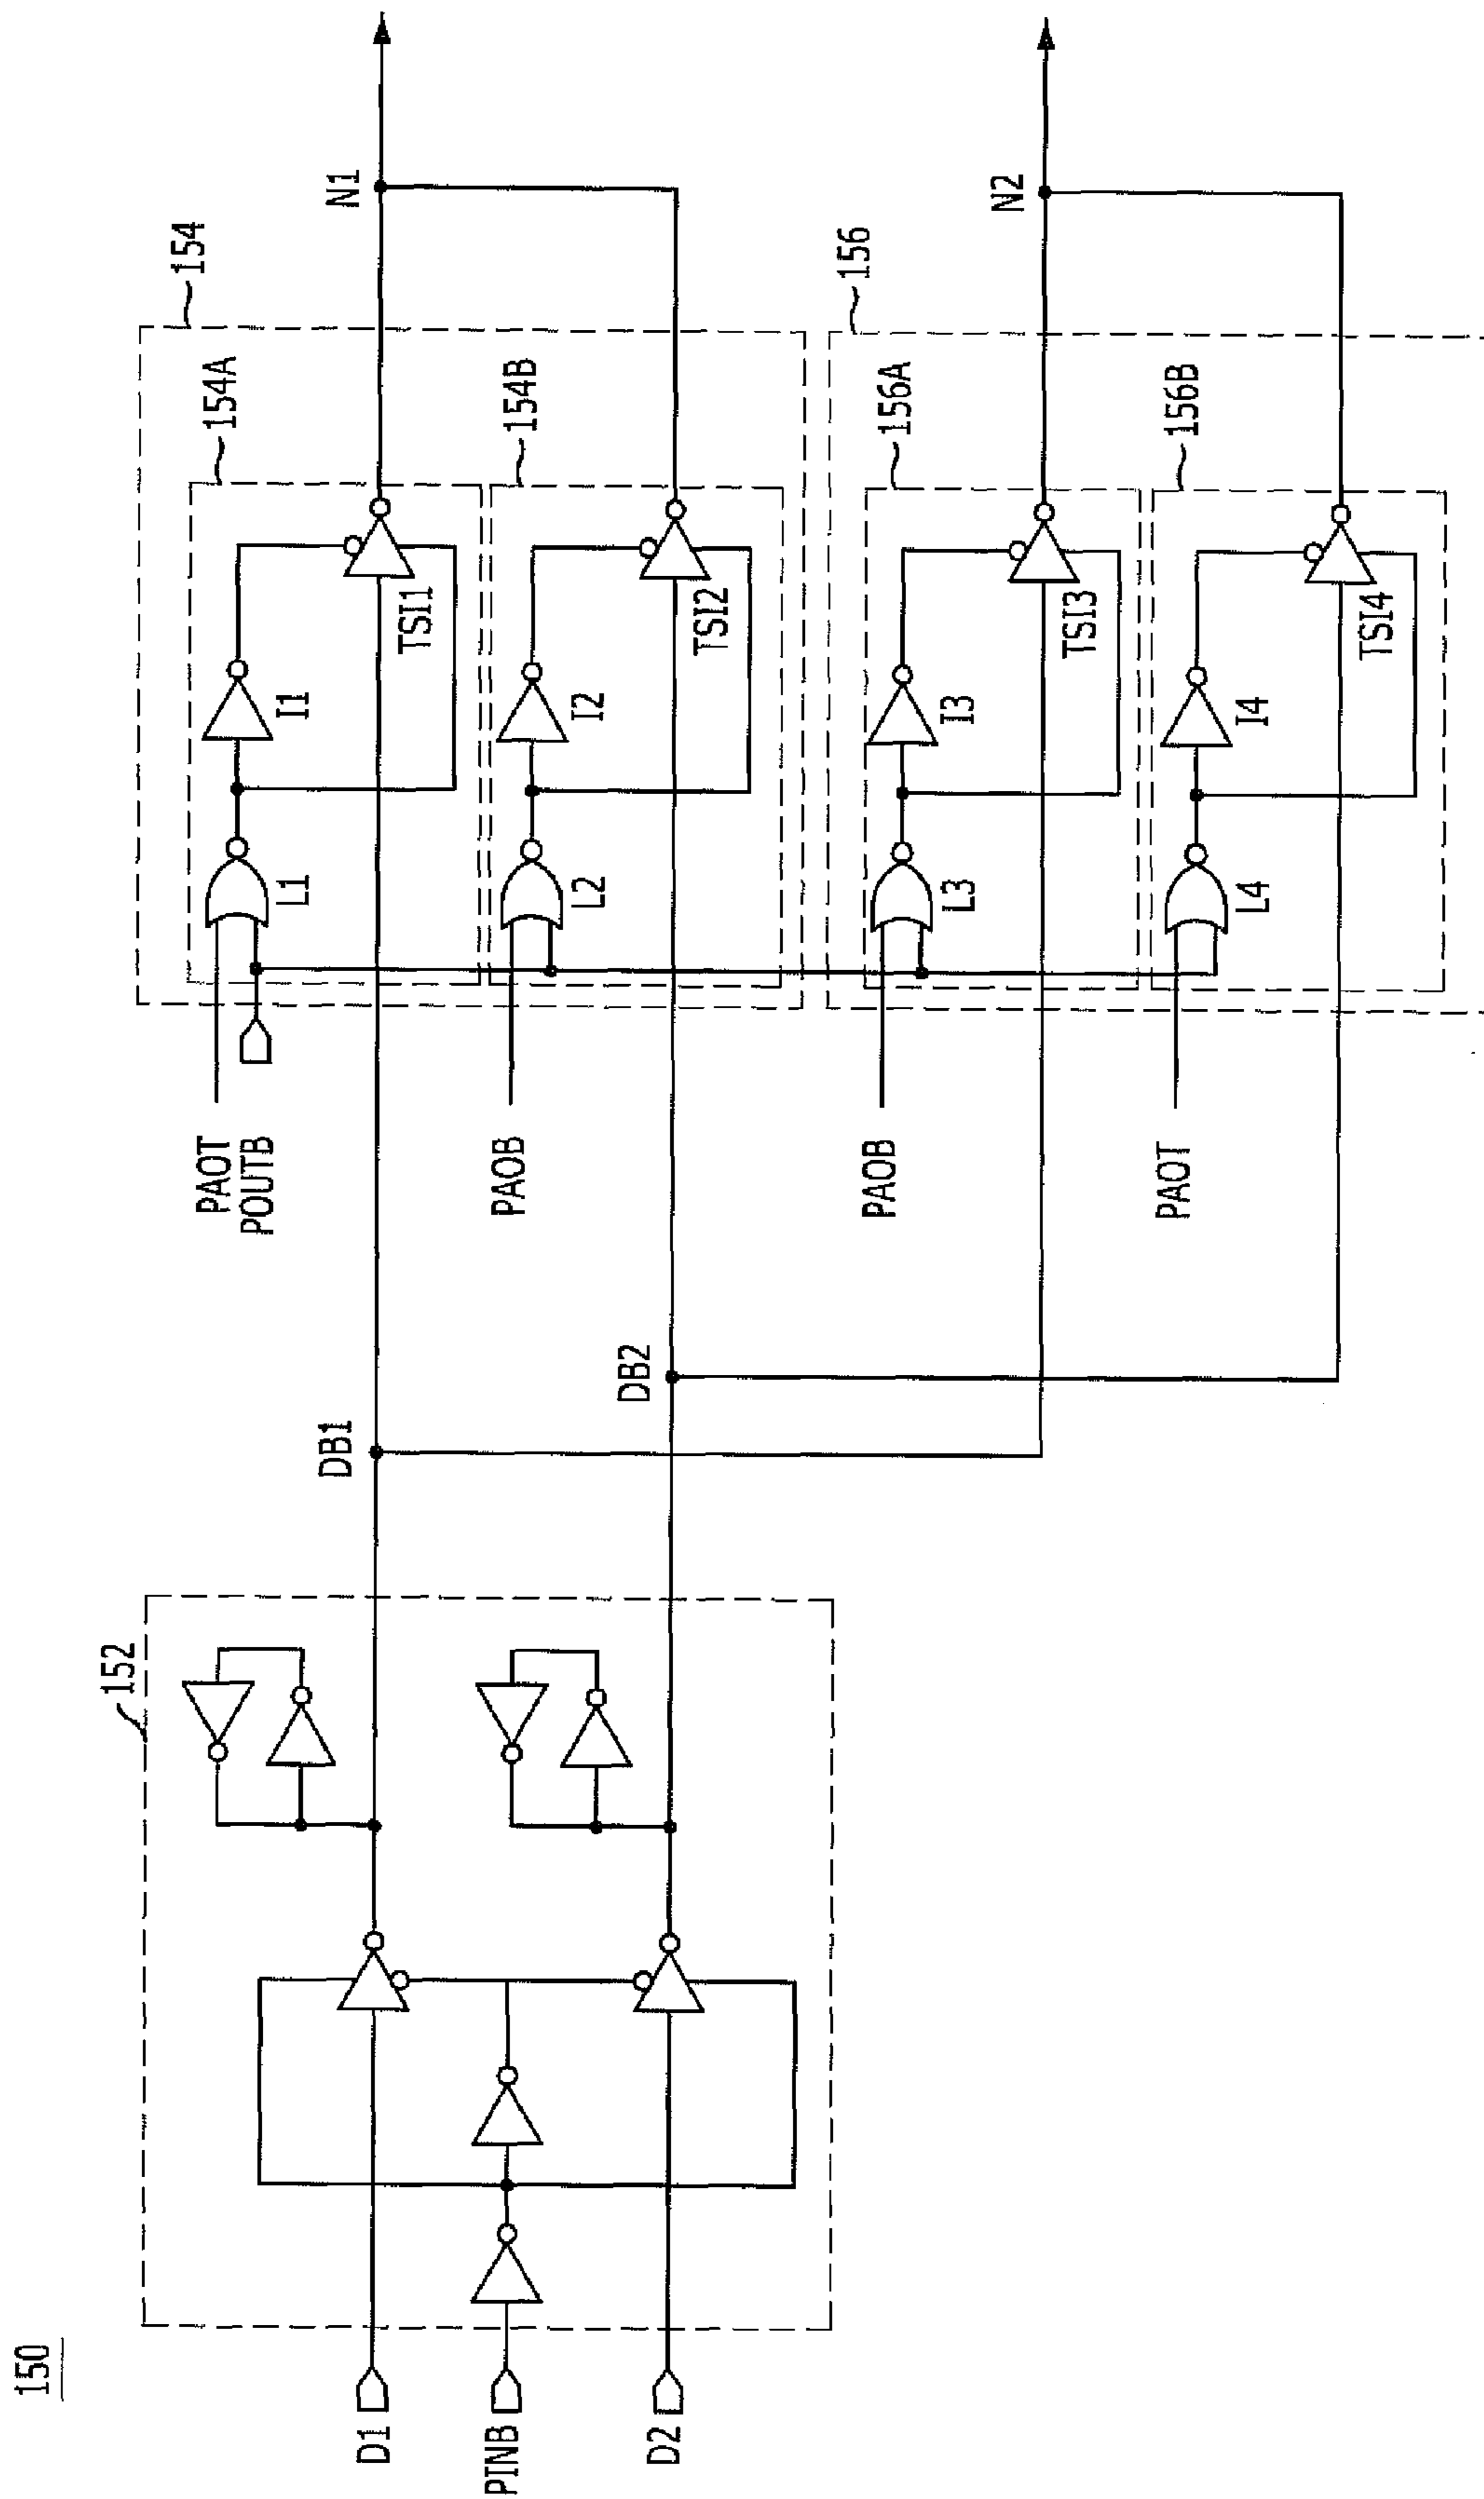 150
152
154
154A
154B
156
156A
156B
D1
PINB
D2
DB1
DB2
PAOT
POUTB
PAOB
PAOB
PAOT
L1
I1
TSI1
L2
I2
TSI2
L3
I3
TSI3
L4
I4
TSI4
N1
N2